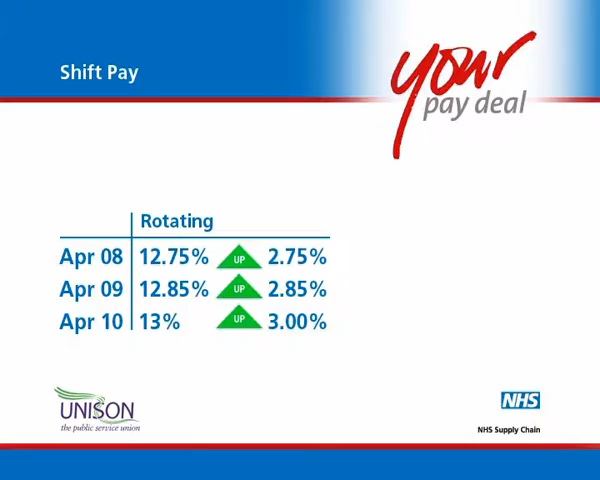 Shift Pay
your
pay deal
Rotating
Apr 08 12.75% UP 2.75%
Apr 09 12.85% UP 2.85%
Apr 10 13% UP 3.00%
UNISON
the public service union
NHS
NHS Supply Chain